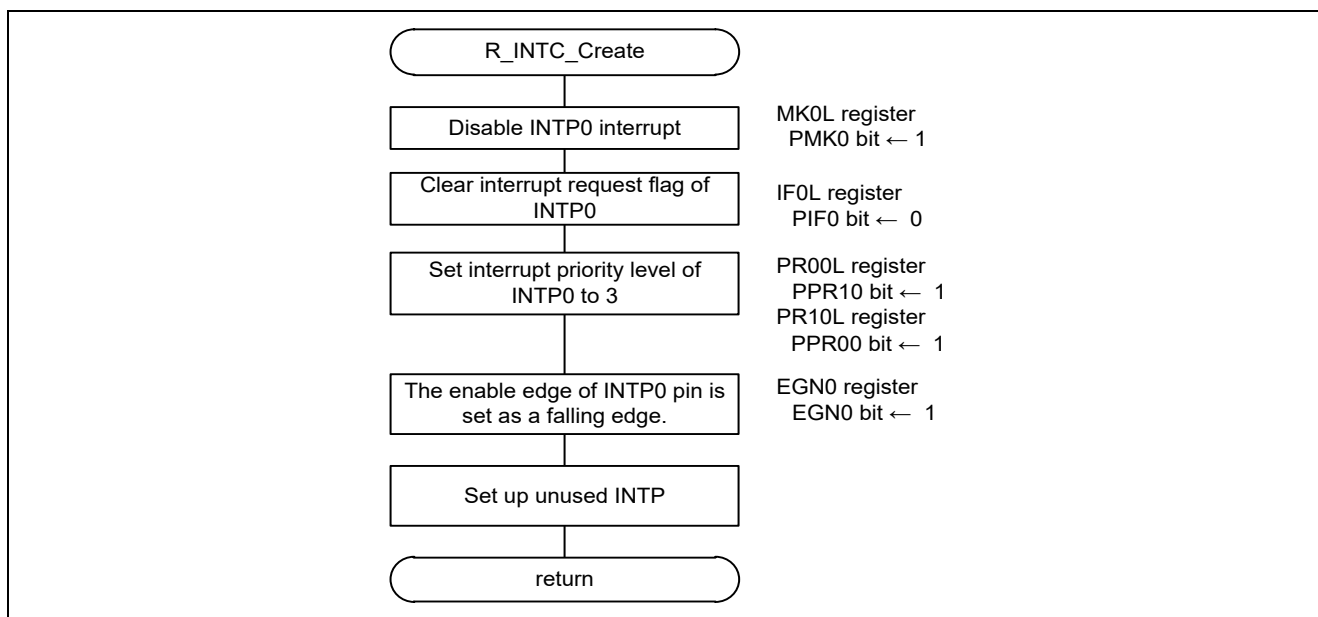 R_INTC_Create
Disable INTP0 interrupt
MK0L register
PMK0 bit ← 1
Clear interrupt request flag of
INTP0
IF0L register
PIF0 bit ← 0
Set interrupt priority level of
INTP0 to 3
PR00L register
PPR10 bit ← 1
PR10L register
PPR00 bit ← 1
The enable edge of INTP0 pin is
set as a falling edge.
EGN0 register
EGN0 bit ← 1
Set up unused INTP
return